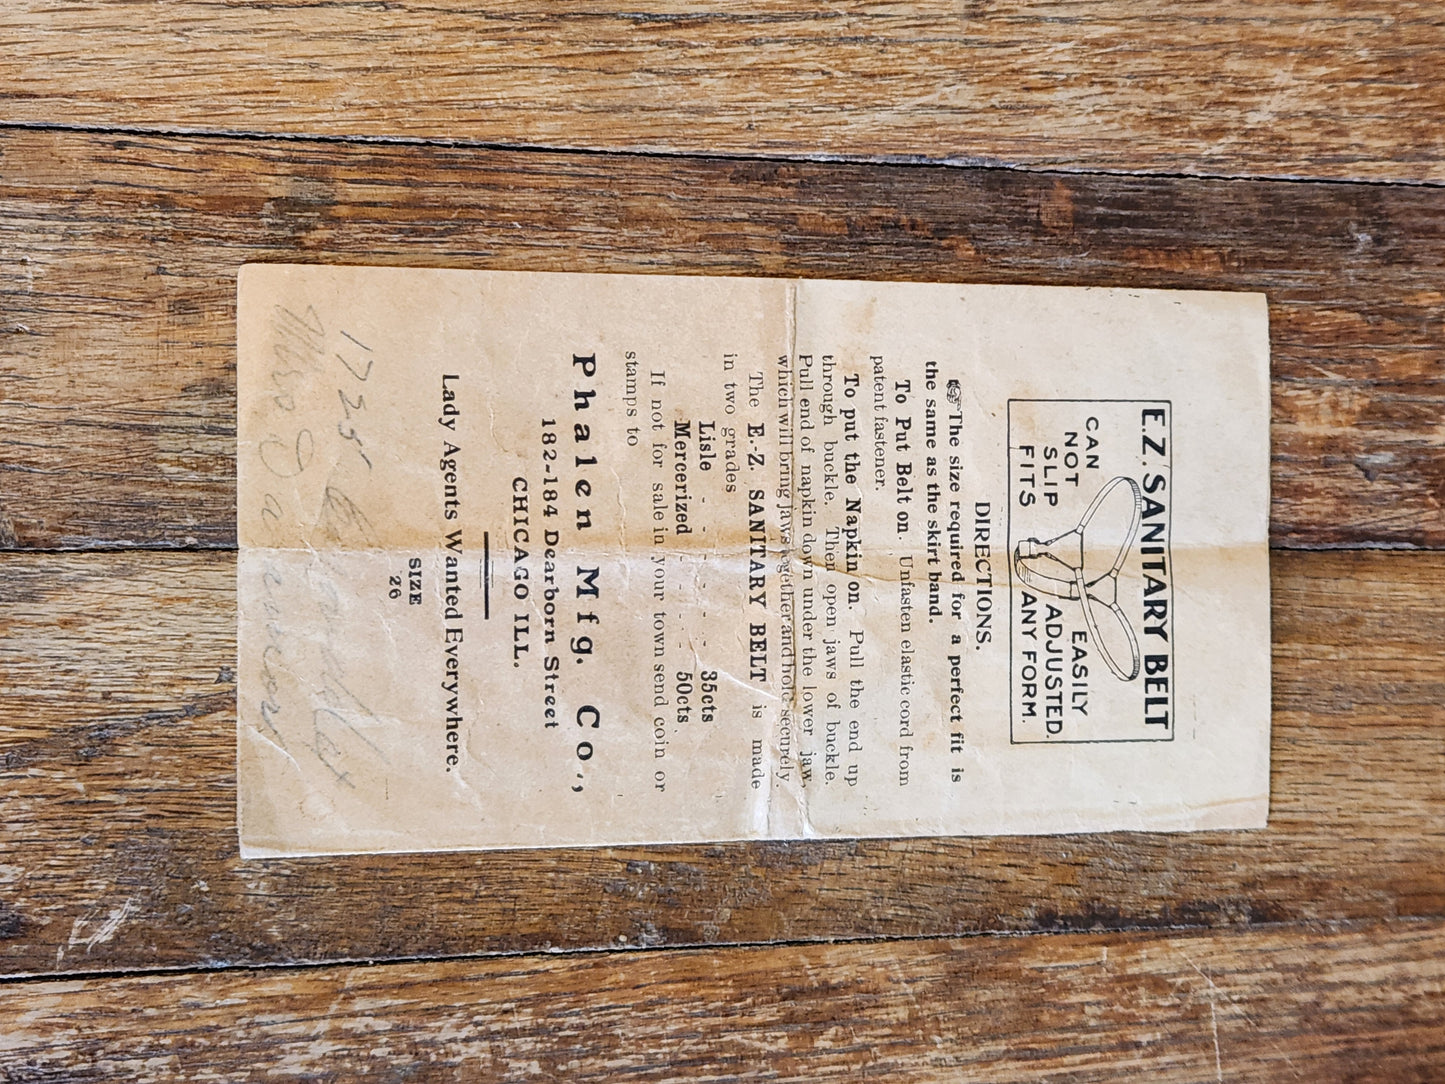 E.Z. SANITARY BELT
CAN
NOT
SLIP
FITS
EASILY
ADJUSTED.
ANY FORM.
DIRECTIONS.
The size required for a perfect fit is
the same as the skirt band.
To Put Belt on. Unfasten elastic cord from
patent fastener.
To put the Napkin on. Pull the end up
through buckle. Then open jaws of buckle.
Pull end of napkin down under the lower jaw,
which will bring jaws together and hold securely.
The E.-Z. SANITARY BELT is made
in two grades
Lisle - - - - - 35cts
Mercerized - - - 50cts.
If not for sale in your town send coin or
stamps to
Phalen Mfg. Co.,
182-184 Dearborn Street
CHICAGO ILL.
Lady Agents Wanted Everywhere.
SIZE
26
1725 E
Mrs